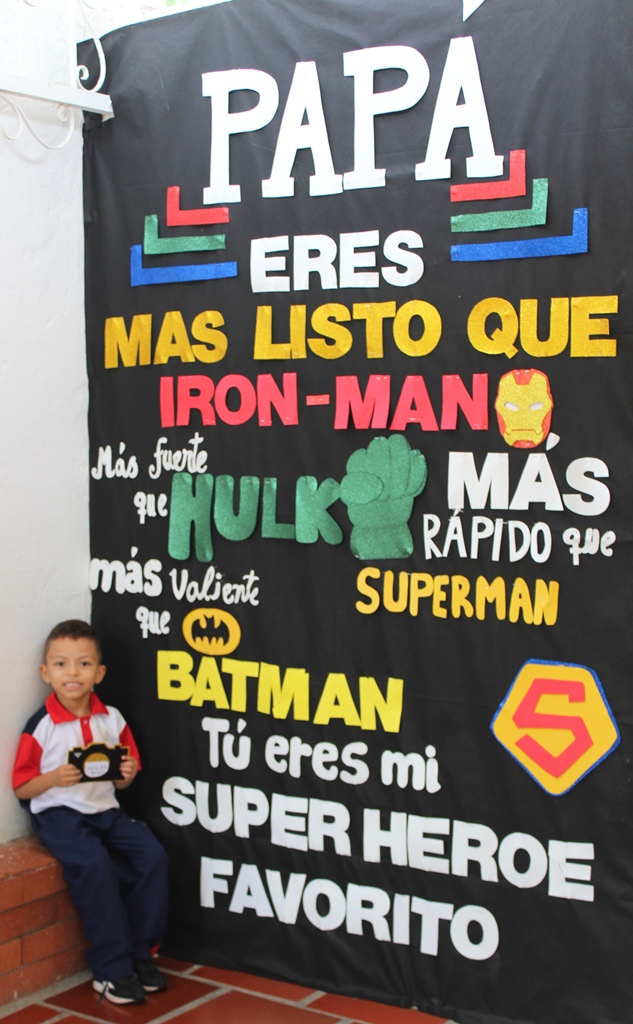 PAPA
ERES
MAS LISTO QUE
IRON-MAN
Más fuerte que
HULK
MÁS RÁPIDO que
SUPERMAN
más Valiente que
BATMAN
S
Tú eres mi
SUPER HEROE
FAVORITO